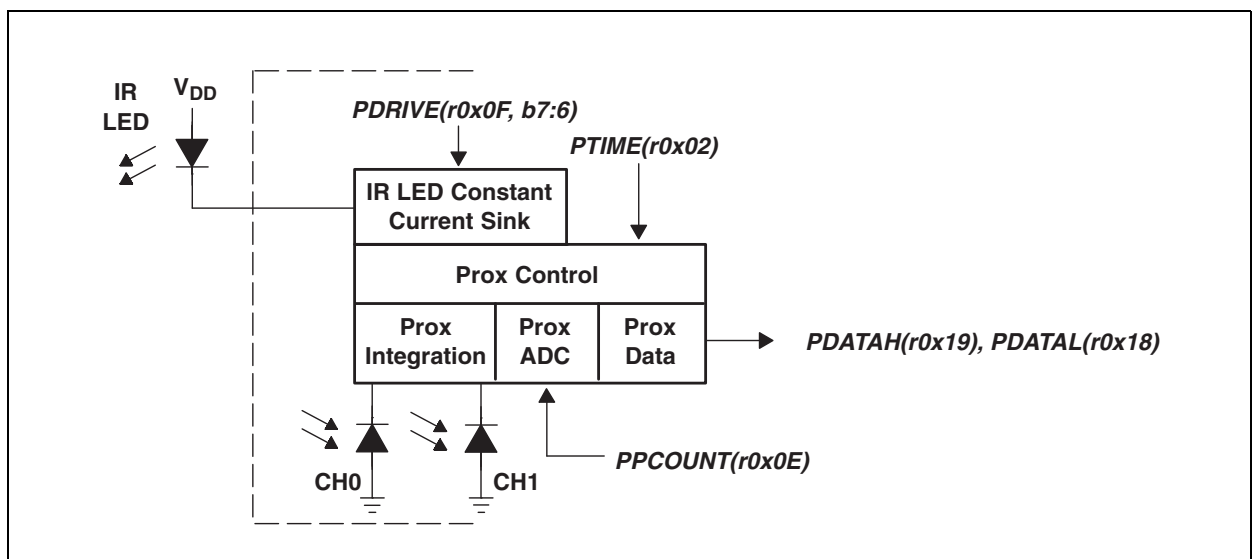 IR
LED
VDD
PDRIVE(r0x0F, b7:6)
PTIME(r0x02)
IR LED Constant
Current Sink
Prox Control
Prox
Integration
Prox
ADC
Prox
Data
PDATAH(r0x19), PDATAL(r0x18)
CH0
CH1
PPCOUNT(r0x0E)